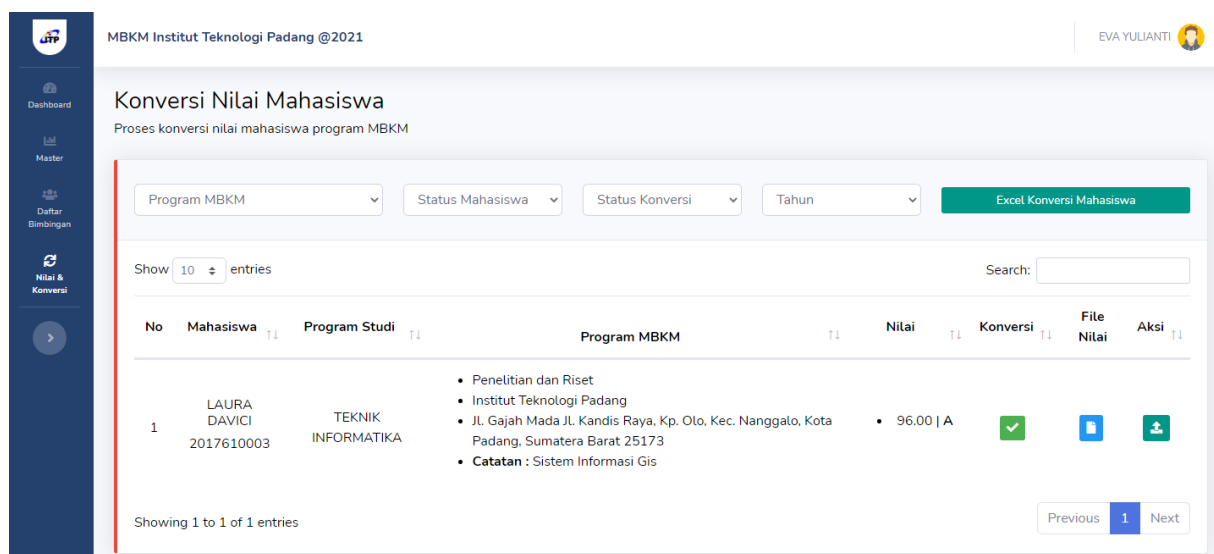 ITP
MBKM Institut Teknologi Padang @2021
EVA YULIANTI
Dashboard
Master
Daftar
Bimbingan
Nilai &
Konversi
Konversi Nilai Mahasiswa
Proses konversi nilai mahasiswa program MBKM
Program MBKM
Status Mahasiswa
Status Konversi
Tahun
Excel Konversi Mahasiswa
Show 10 entries
Search:
No
Mahasiswa
Program Studi
Program MBKM
Nilai
Konversi
File
Nilai
Aksi
1
LAURA
DAVICI
2017610003
TEKNIK
INFORMATIKA
• Penelitian dan Riset
• Institut Teknologi Padang
• Jl. Gajah Mada Jl. Kandis Raya, Kp. Olo, Kec. Nanggalo, Kota
Padang, Sumatera Barat 25173
• Catatan : Sistem Informasi Gis
• 96.00 | A
Showing 1 to 1 of 1 entries
Previous 1 Next